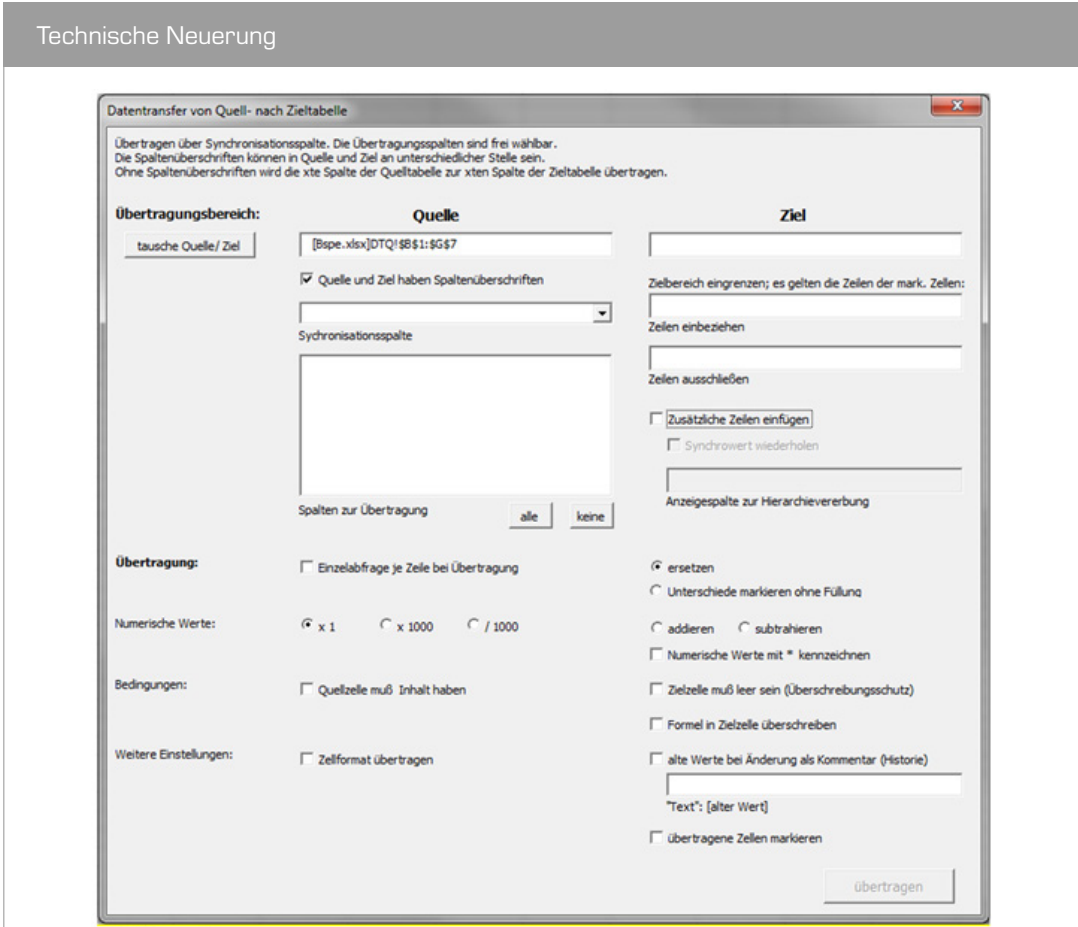 Technische Neuerung
Datentransfer von Quell- nach Zieltabelle
Übertragen über Synchronisationsspalte. Die Übertragungsspalten sind frei wählbar.
Die Spaltenüberschriften können in Quelle und Ziel an unterschiedlicher Stelle sein.
Ohne Spaltenüberschriften wird die xte Spalte der Quelltabelle zur xten Spalte der Zieltabelle übertragen.
Übertragungsbereich: Quelle Ziel
tausche Quelle/ Ziel [Bspe.xlsx]DTQ!$B$1:$G$7
Quelle und Ziel haben Spaltenüberschriften
Zielbereich eingrenzen; es gelten die Zeilen der mark. Zellen:
Sychronisationsspalte
Zeilen einbeziehen
Zeilen ausschließen
Zusätzliche Zeilen einfügen
Synchrowert wiederholen
Anzeigespalte zur Hierarchievererbung
Spalten zur Übertragung alle keine
Übertragung: Einzelabfrage je Zeile bei Übertragung ersetzen
Unterschiede markieren ohne Füllung
Numerische Werte: x 1 x 1000 / 1000 addieren subtrahieren
Numerische Werte mit * kennzeichnen
Bedingungen: Quellzelle muß Inhalt haben Zielzelle muß leer sein (Überschreibungsschutz)
Formel in Zielzelle überschreiben
Weitere Einstellungen: Zellformat übertragen alte Werte bei Änderung als Kommentar (Historie)
"Text": [alter Wert]
übertragene Zellen markieren
übertragen